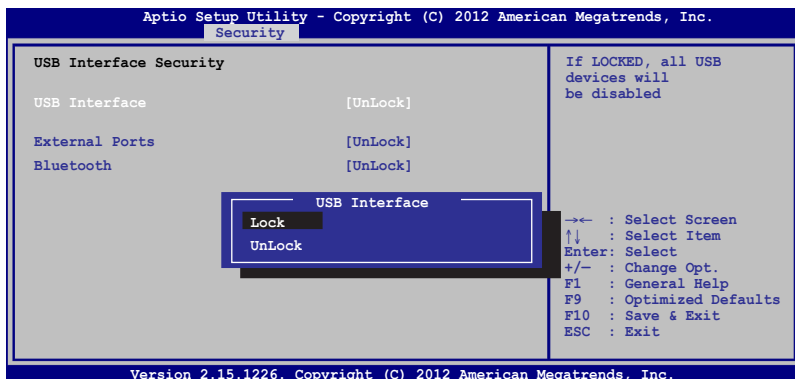 Aptio Setup Utility - Copyright (C) 2012 American Megatrends, Inc.
Security
USB Interface Security
USB Interface [UnLock]
External Ports [UnLock]
Bluetooth [UnLock]
USB Interface
Lock
UnLock
If LOCKED, all USB
devices will
be disabled
→← : Select Screen
↑↓ : Select Item
Enter: Select
+/— : Change Opt.
F1 : General Help
F9 : Optimized Defaults
F10 : Save & Exit
ESC : Exit
Version 2.15.1226. Copyright (C) 2012 American Megatrends, Inc.